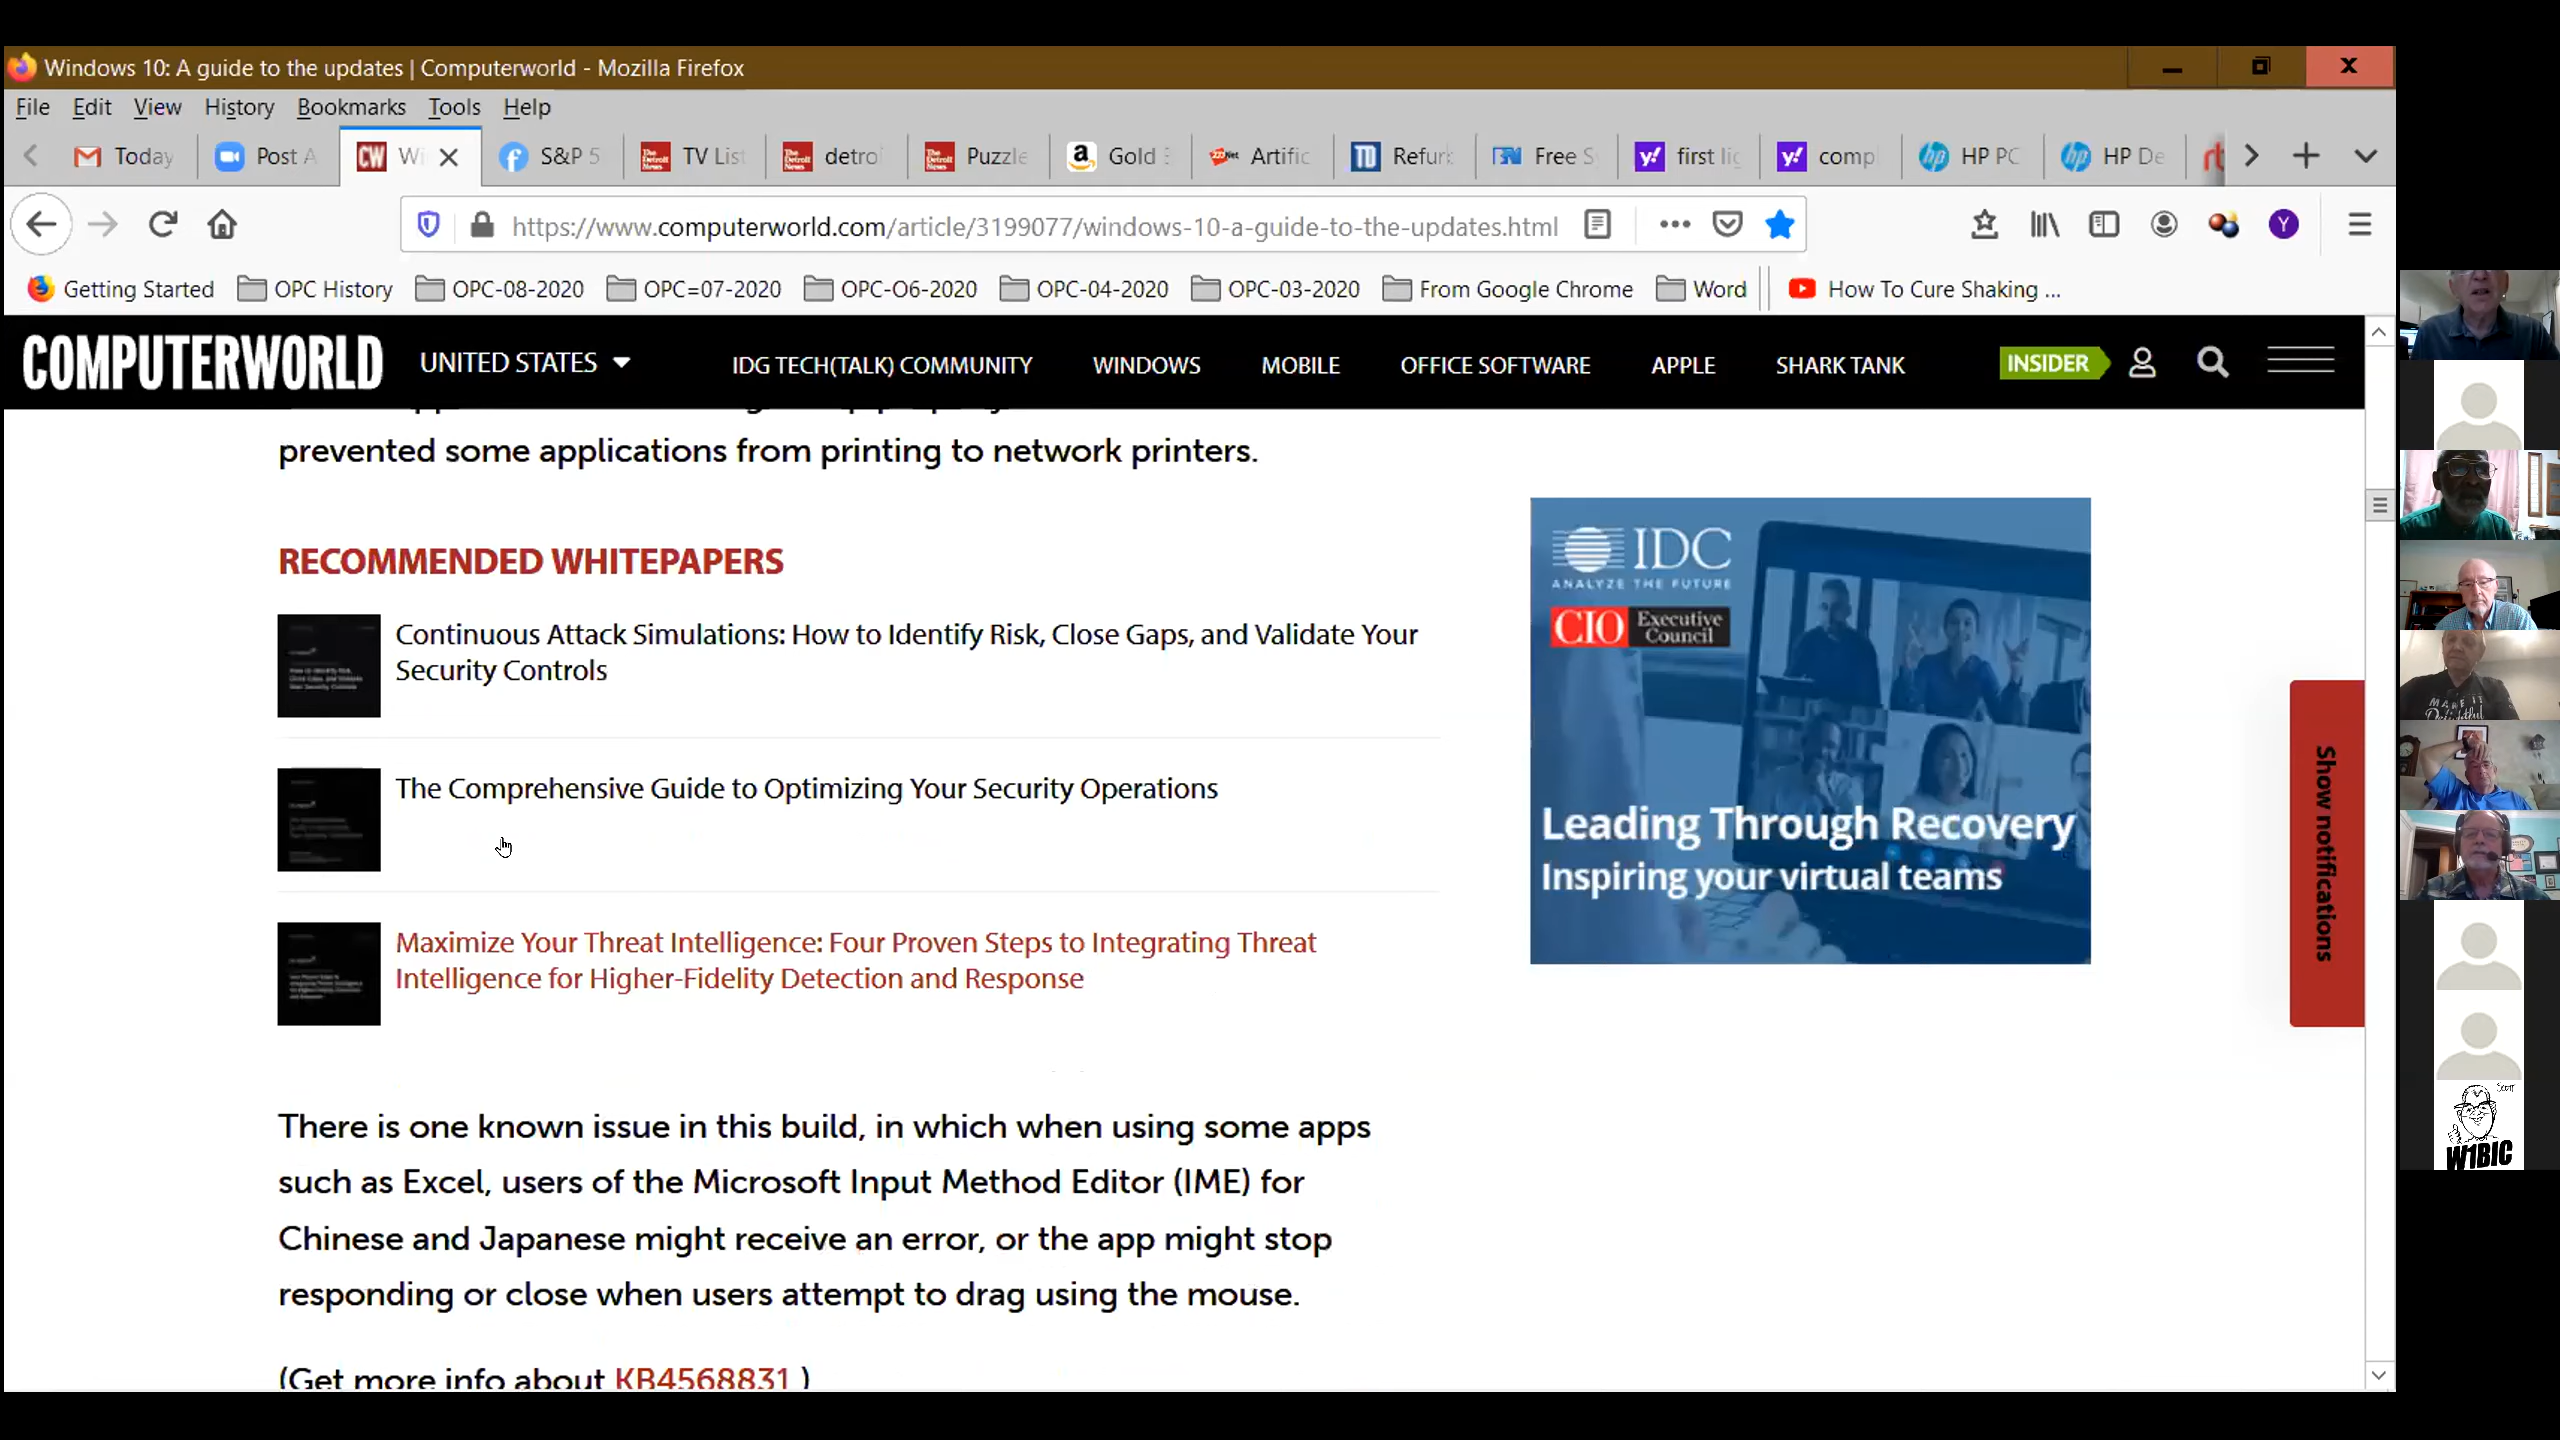 Windows 10: A guide to the updates | Computerworld - Mozilla Firefox
File Edit View History Bookmarks Tools Help
Today Post A CW Wi S&P 5 TV List detro Puzzle Gold Artific Refur Free S first lig comp HP PC HP De
https://www.computerworld.com/article/3199077/windows-10-a-guide-to-the-updates.html Y
Getting Started OPC History OPC-08-2020 OPC=07-2020 OPC-O6-2020 OPC-04-2020 OPC-03-2020 From Google Chrome Word How To Cure Shaking ...
COMPUTERWORLD UNITED STATES IDG TECH(TALK) COMMUNITY WINDOWS MOBILE OFFICE SOFTWARE APPLE SHARK TANK INSIDER
prevented some applications from printing to network printers.
RECOMMENDED WHITEPAPERS
Continuous Attack Simulations: How to Identify Risk, Close Gaps, and Validate Your
Security Controls
The Comprehensive Guide to Optimizing Your Security Operations
Maximize Your Threat Intelligence: Four Proven Steps to Integrating Threat
Intelligence for Higher-Fidelity Detection and Response
There is one known issue in this build, in which when using some apps
such as Excel, users of the Microsoft Input Method Editor (IME) for
Chinese and Japanese might receive an error, or the app might stop
responding or close when users attempt to drag using the mouse.
(Get more info about KB4568831.)
IDC
ANALYZE THE FUTURE
CIO Executive
Council
Leading Through Recovery
Inspiring your virtual teams
Show notifications
MAKE IT
Delightful
Scott
W1BIC